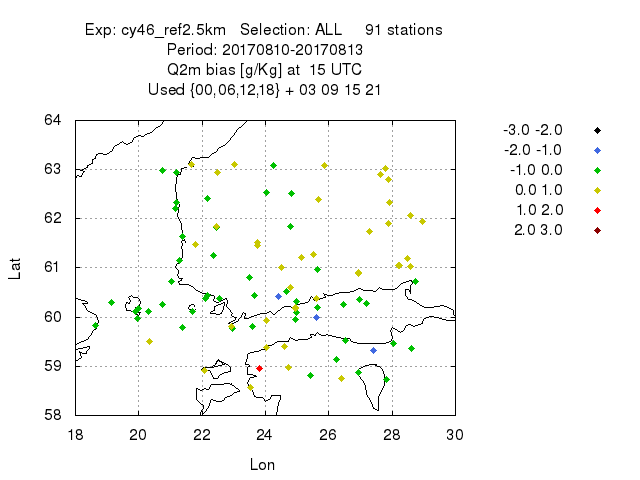 Exp: cy46_ref2.5km Selection: ALL 91 stations
Period: 20170810-20170813
Q2m bias [g/Kg] at 15 UTC
Used {00,06,12,18} + 03 09 15 21
64
63
62
61
60
59
58
18 20 22 24 26 28 30
Lat
Lon
-3.0 -2.0
-2.0 -1.0
-1.0 0.0
0.0 1.0
1.0 2.0
2.0 3.0